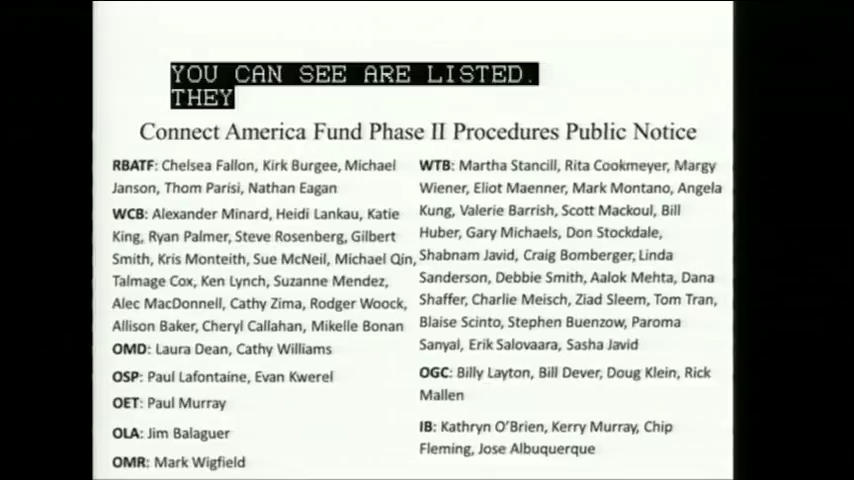 YOU CAN SEE ARE LISTED.
THEY
Connect America Fund Phase II Procedures Public Notice
RBATF: Chelsea Fallon, Kirk Burgee, Michael
Janson, Thom Parisi, Nathan Eagan
WCB: Alexander Minard, Heidi Lankau, Katie
King, Ryan Palmer, Steve Rosenberg, Gilbert
Smith, Kris Monteith, Sue McNeil, Michael Qin,
Talmage Cox, Ken Lynch, Suzanne Mendez,
Alec MacDonnell, Cathy Zima, Rodger Woock,
Allison Baker, Cheryl Callahan, Mikelle Bonan
OMD: Laura Dean, Cathy Williams
OSP: Paul Lafontaine, Evan Kwerel
OET: Paul Murray
OLA: Jim Balaguer
OMR: Mark Wigfield
WTB: Martha Stancill, Rita Cookmeyer, Margy
Wiener, Eliot Maenner, Mark Montano, Angela
Kung, Valerie Barrish, Scott Mackoul, Bill
Huber, Gary Michaels, Don Stockdale,
Shabnam Javid, Craig Bomberger, Linda
Sanderson, Debbie Smith, Aalok Mehta, Dana
Shaffer, Charlie Meisch, Ziad Sleem, Tom Tran,
Blaise Scinto, Stephen Buenzow, Paroma
Sanyal, Erik Salovaara, Sasha Javid
OGC: Billy Layton, Bill Dever, Doug Klein, Rick
Mallen
IB: Kathryn O'Brien, Kerry Murray, Chip
Fleming, Jose Albuquerque